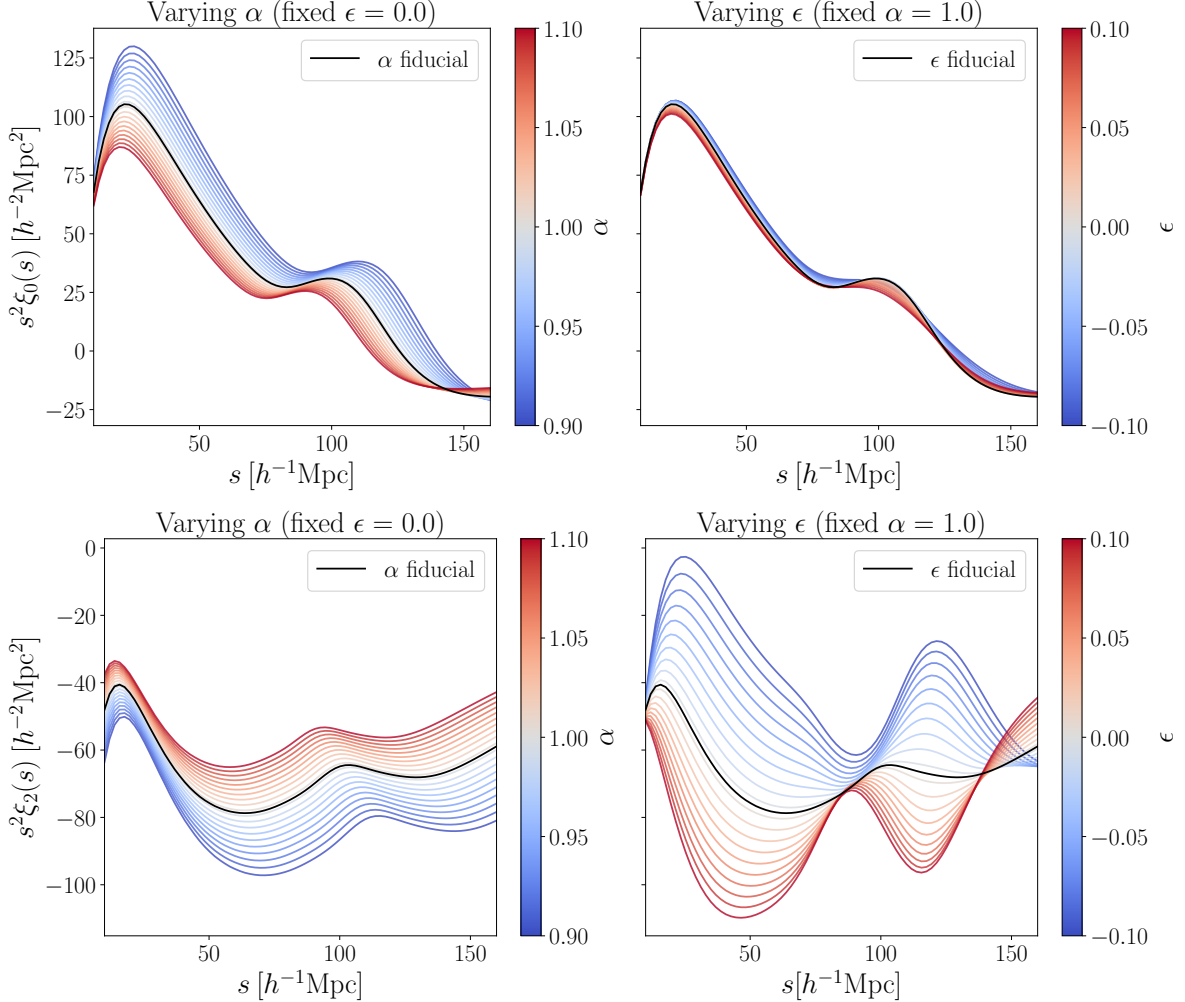 Varying α (fixed ϵ = 0.0)
α fiducial
125
100
75
50
25
0
−25
s²ξ₀(s) [h⁻²Mpc²]
50
100
150
s [h⁻¹Mpc]
1.10
1.05
1.00
0.95
0.90
α
Varying ϵ (fixed α = 1.0)
ϵ fiducial
50
100
150
s [h⁻¹Mpc]
0.10
0.05
0.00
−0.05
−0.10
ϵ
Varying α (fixed ϵ = 0.0)
α fiducial
0
−20
−40
−60
−80
−100
s²ξ₂(s) [h⁻²Mpc²]
50
100
150
s [h⁻¹Mpc]
1.10
1.05
1.00
0.95
0.90
α
Varying ϵ (fixed α = 1.0)
ϵ fiducial
50
100
150
s[h⁻¹Mpc]
0.10
0.05
0.00
−0.05
−0.10
ϵ